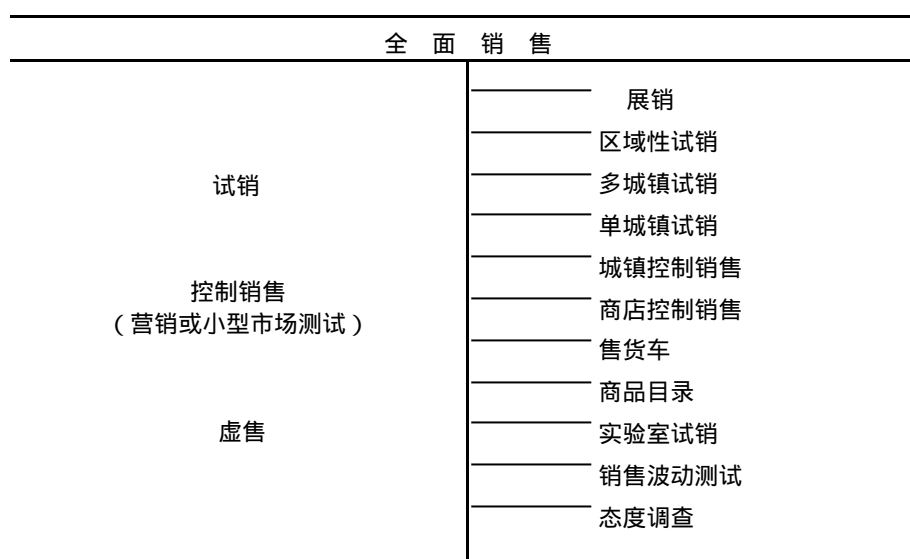 全面销售
展销
区域性试销
试销
多城镇试销
单城镇试销
城镇控制销售
控制销售
(营销或小型市场测试)
商店控制销售
售货车
商品目录
虚售
实验室试销
销售波动测试
态度调查